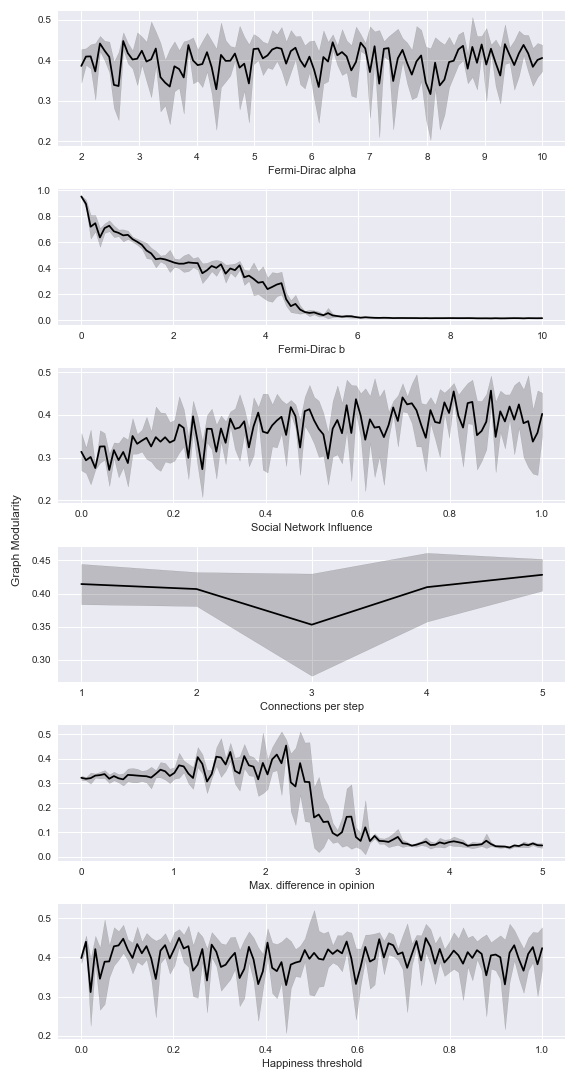 0.5
0.4
0.3
0.2
2 3 4 5 6 7 8 9 10
Fermi-Dirac alpha
1.0
0.8
0.6
0.4
0.2
0.0
0 2 4 6 8 10
Fermi-Dirac b
0.5
0.4
0.3
0.2
0.0 0.2 0.4 0.6 0.8 1.0
Social Network Influence
Graph Modularity
0.45
0.40
0.35
0.30
1 2 3 4 5
Connections per step
0.5
0.4
0.3
0.2
0.1
0.0
0 1 2 3 4 5
Max. difference in opinion
0.5
0.4
0.3
0.2
0.0 0.2 0.4 0.6 0.8 1.0
Happiness threshold